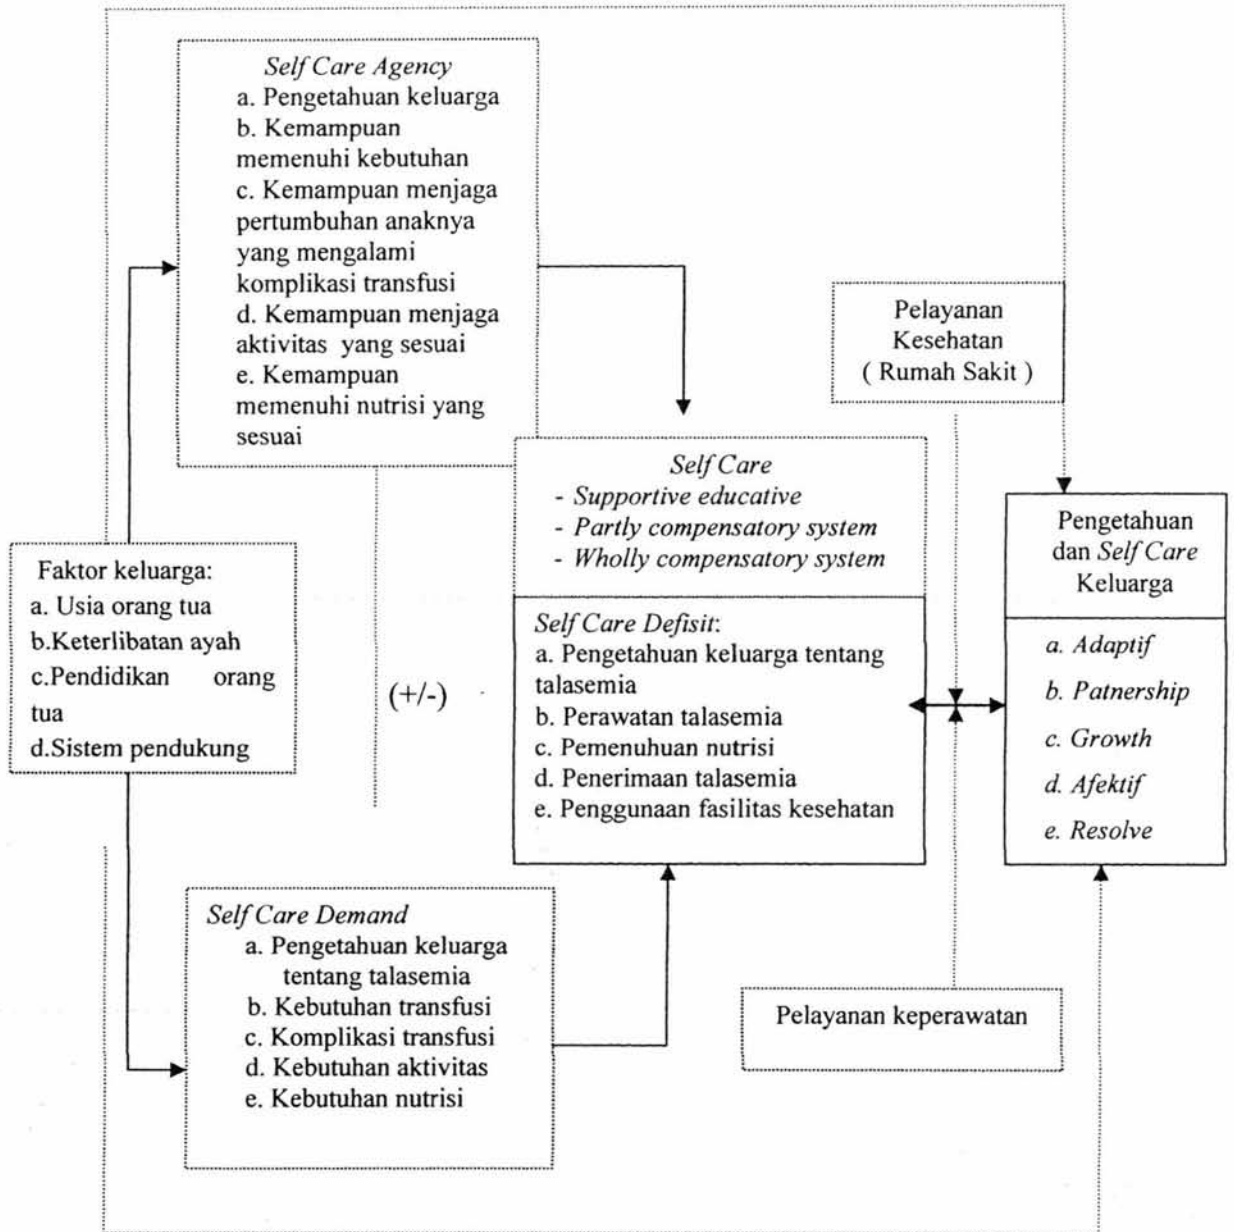 Self Care Agency
a. Pengetahuan keluarga
b. Kemampuan
memenuhi kebutuhan
c. Kemampuan menjaga
pertumbuhan anaknya
yang mengalami
komplikasi transfusi
d. Kemampuan menjaga
aktivitas yang sesuai
e. Kemampuan
memenuhi nutrisi yang
sesuai
Pelayanan
Kesehatan
( Rumah Sakit )
Self Care
- Supportive educative
- Partly compensatory system
- Wholly compensatory system
Faktor keluarga:
a. Usia orang tua
b.Keterlibatan ayah
c.Pendidikan orang
tua
d.Sistem pendukung
(+/-)
Self Care Defisit:
a. Pengetahuan keluarga tentang
talasemia
b. Perawatan talasemia
c. Pemenuhuan nutrisi
d. Penerimaan talasemia
e. Penggunaan fasilitas kesehatan
Pengetahuan
dan Self Care
Keluarga
a. Adaptif
b. Patnership
c. Growth
d. Afektif
e. Resolve
Self Care Demand
a. Pengetahuan keluarga
tentang talasemia
b. Kebutuhan transfusi
c. Komplikasi transfusi
d. Kebutuhan aktivitas
e. Kebutuhan nutrisi
Pelayanan keperawatan